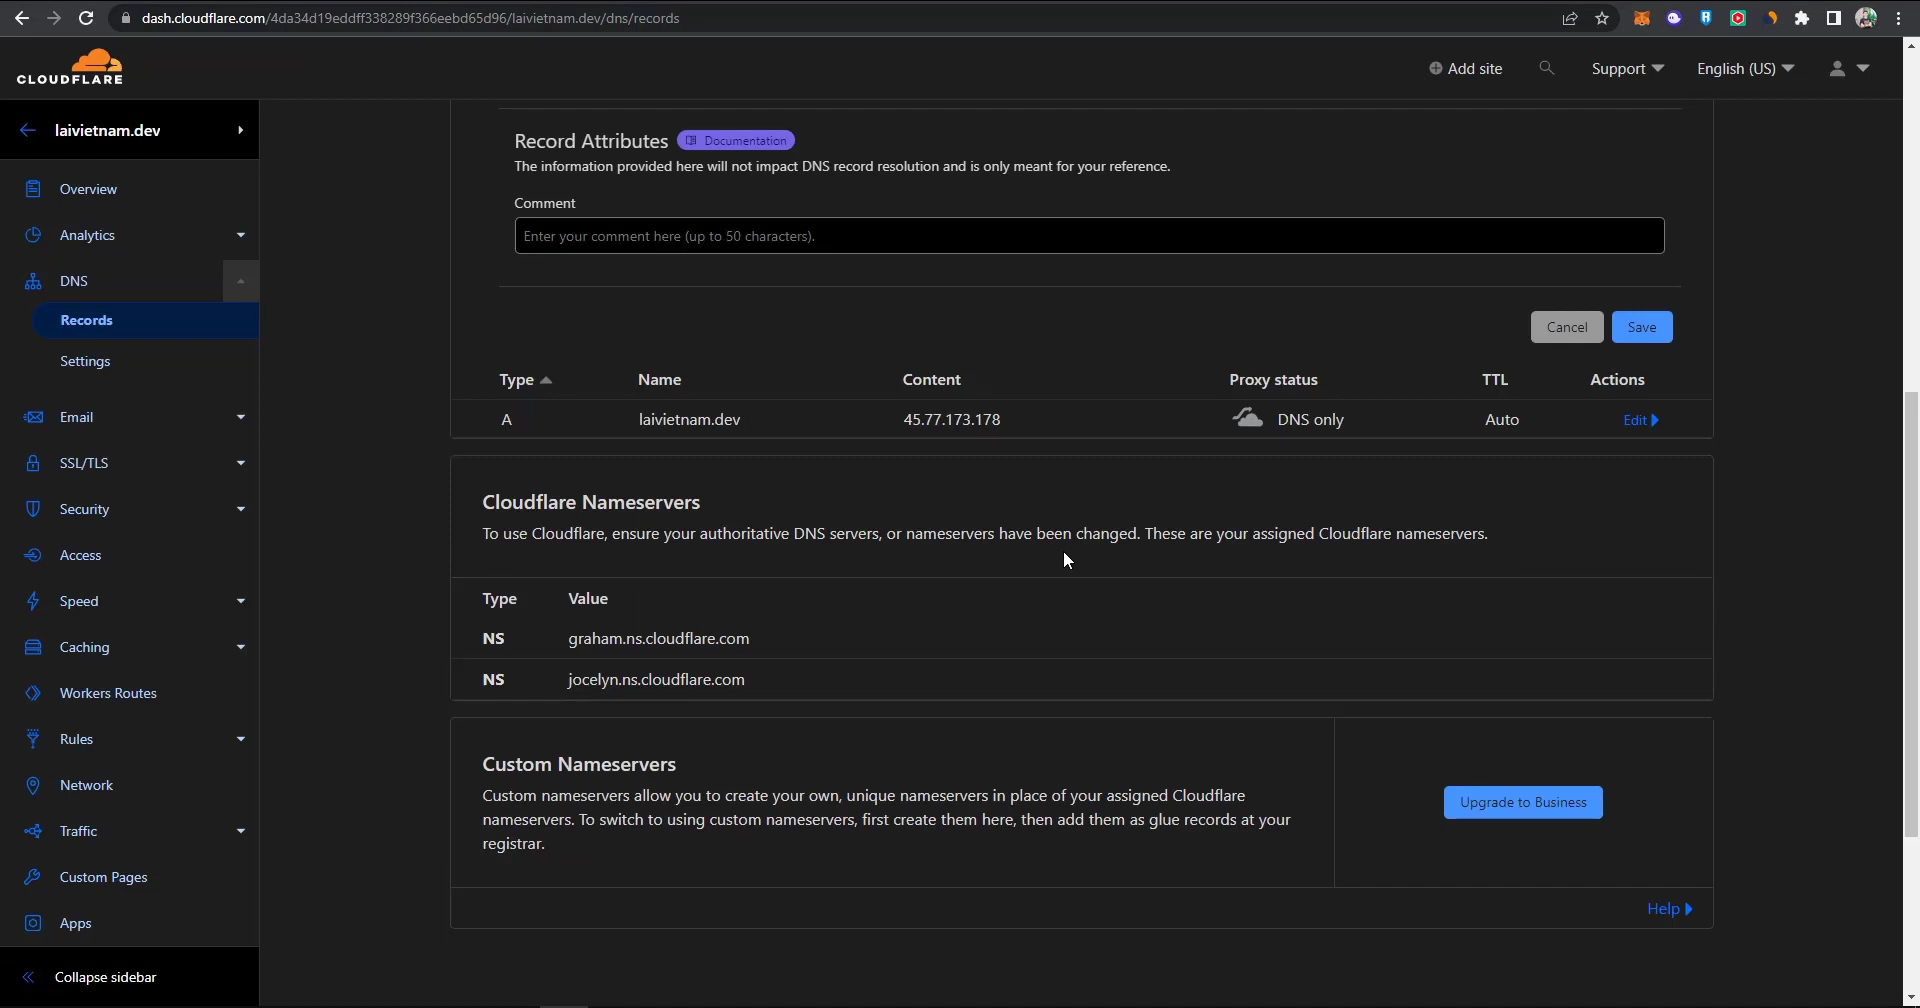 dash.cloudflare.com/4da34d19eddff338289f366eebd65d96/laivietnam.dev/dns/records
CLOUDFLARE
Add site
Support
English (US)
laivietnam.dev
Overview
Analytics
DNS
Records
Settings
Email
SSL/TLS
Security
Access
Speed
Caching
Workers Routes
Rules
Network
Traffic
Custom Pages
Apps
Collapse sidebar
Record Attributes Documentation
The information provided here will not impact DNS record resolution and is only meant for your reference.
Comment
Enter your comment here (up to 50 characters).
Cancel Save
Type Name Content Proxy status TTL Actions
A laivietnam.dev 45.77.173.178 DNS only Auto Edit
Cloudflare Nameservers
To use Cloudflare, ensure your authoritative DNS servers, or nameservers have been changed. These are your assigned Cloudflare nameservers.
Type Value
NS graham.ns.cloudflare.com
NS jocelyn.ns.cloudflare.com
Custom Nameservers
Custom nameservers allow you to create your own, unique nameservers in place of your assigned Cloudflare
nameservers. To switch to using custom nameservers, first create them here, then add them as glue records at your
registrar.
Upgrade to Business
Help